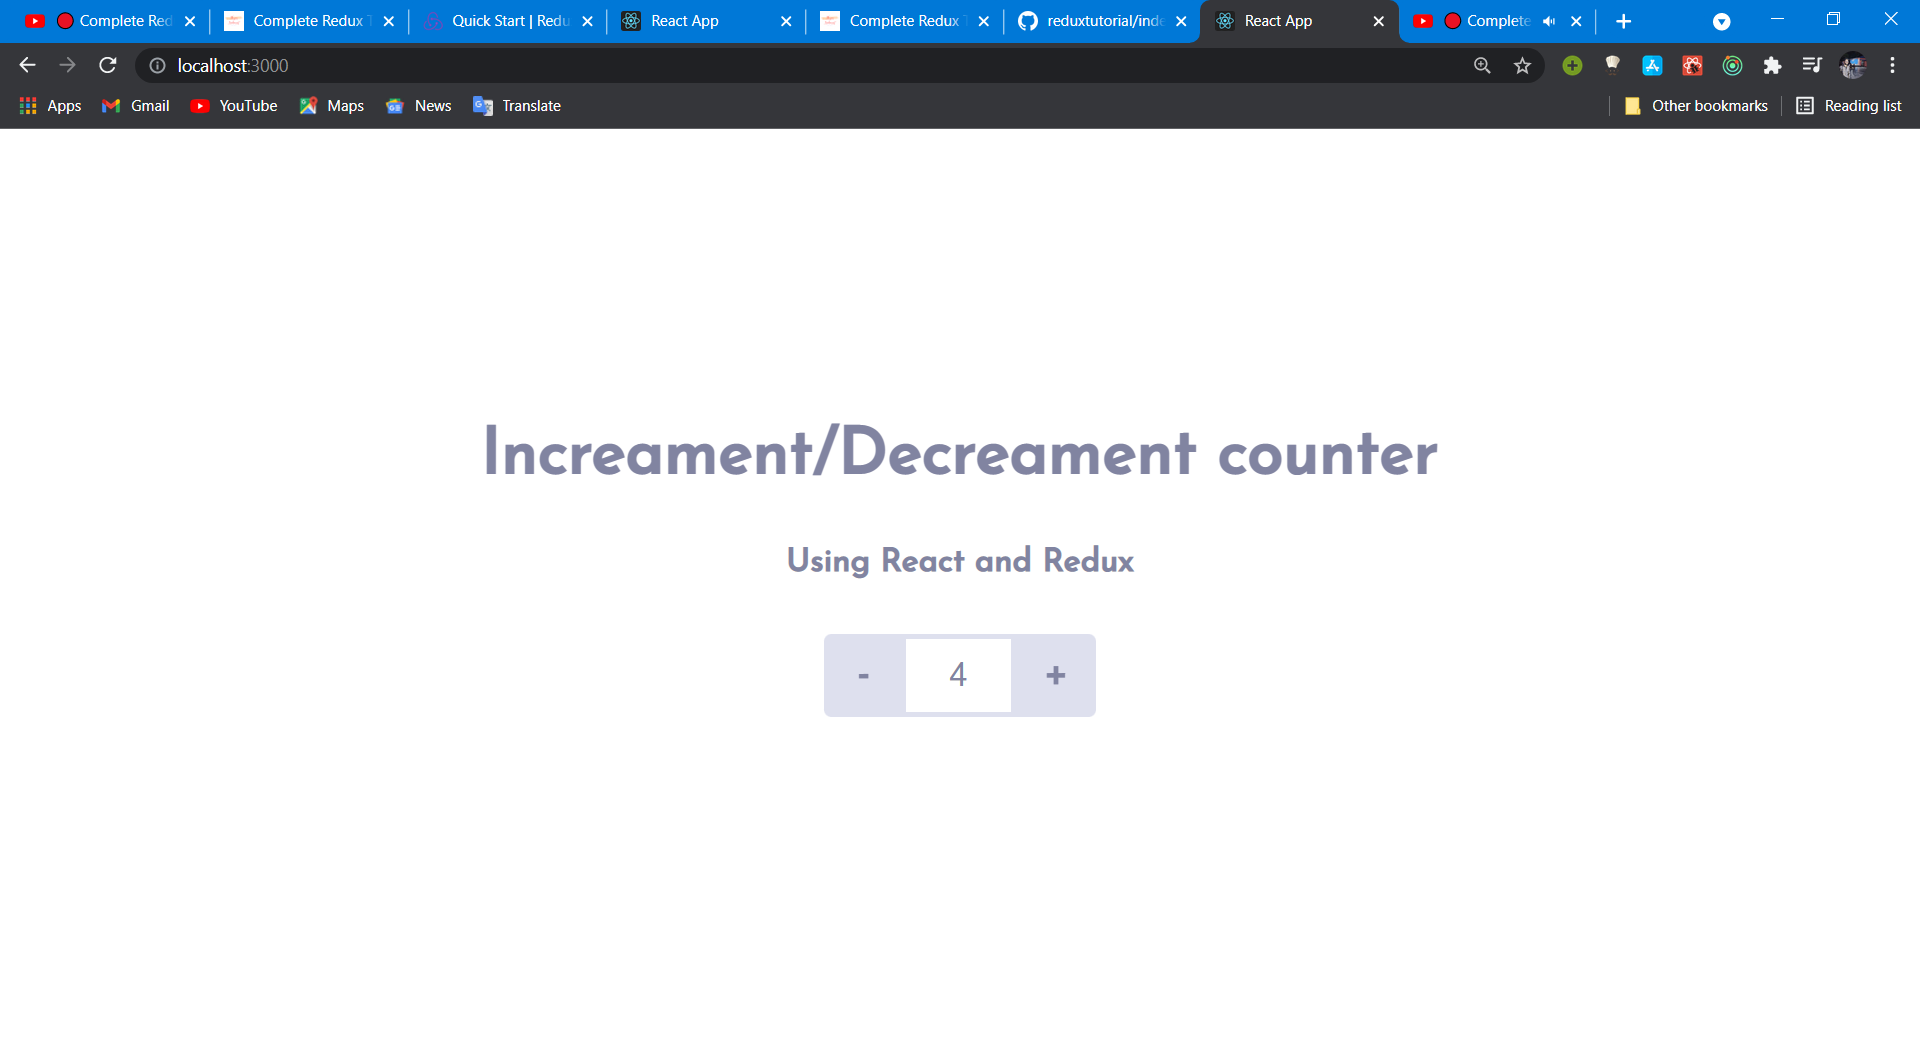 Complete Red
Complete Redux T
Quick Start | Redu
React App
Complete Redux T
reduxtutorial/inde
React App
Complete
localhost:3000
Apps
Gmail
YouTube
Maps
News
Translate
Other bookmarks
Reading list
Increament/Decreament counter
Using React and Redux
- 4 +